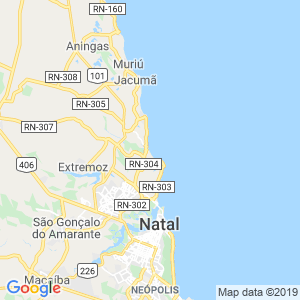 RN-160
Aningas
Muriú
RN-308
101
Jacumã
RN-305
RN-307
406
Extremoz
RN-304
RN-303
RN-302
São Gonçalo
do Amarante
Natal
226
Macaíba
Google
NEÓPOLIS
Map data ©2019